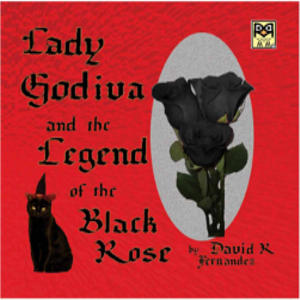 Lady
Godiva
and the
Legend
of the
Black
Rose
by David R
Fernandez